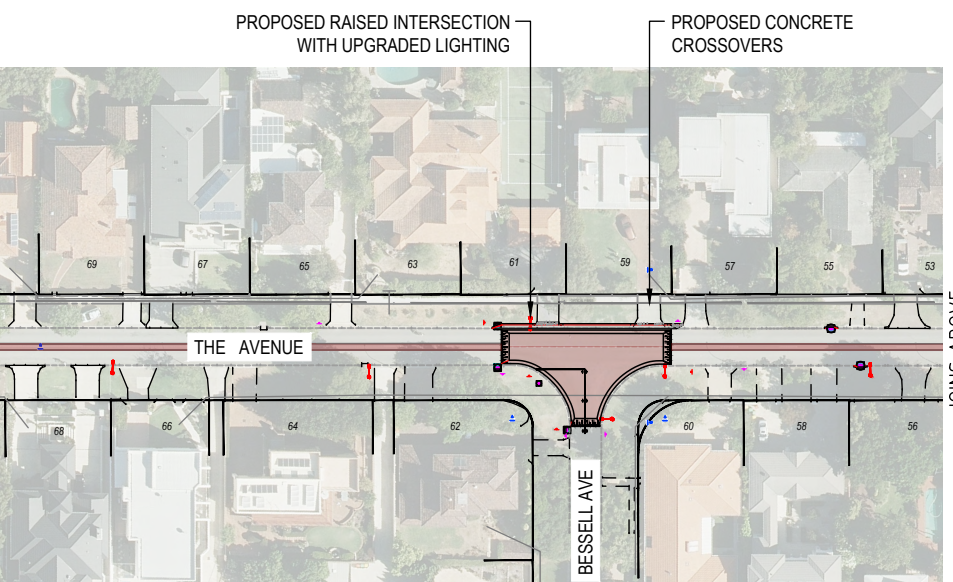 PROPOSED RAISED INTERSECTION
WITH UPGRADED LIGHTING
PROPOSED CONCRETE
CROSSOVERS
69
67
65
63
61
59
57
55
53
THE AVENUE
68
66
64
62
60
58
56
BESSELL AVE
ABOVE